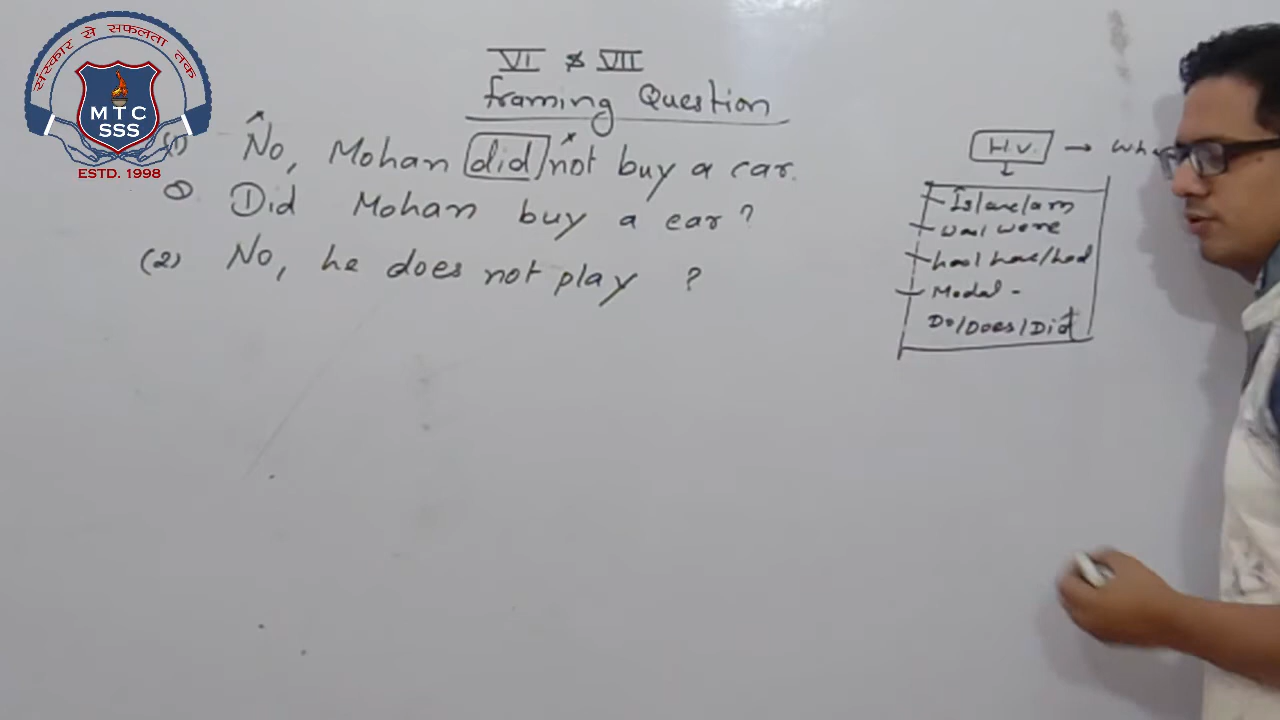 संस्कार से सफलता तक
MTC
SSS
ESTD. 1998
VI & VII
framing Question
(1) No, Mohan did not buy a car.
Did Mohan buy a car?
(2) No, he does not play ?
H.V. → Wh
Is/are/am
was/were
has/have/had
Modal -
Do/Does/Did